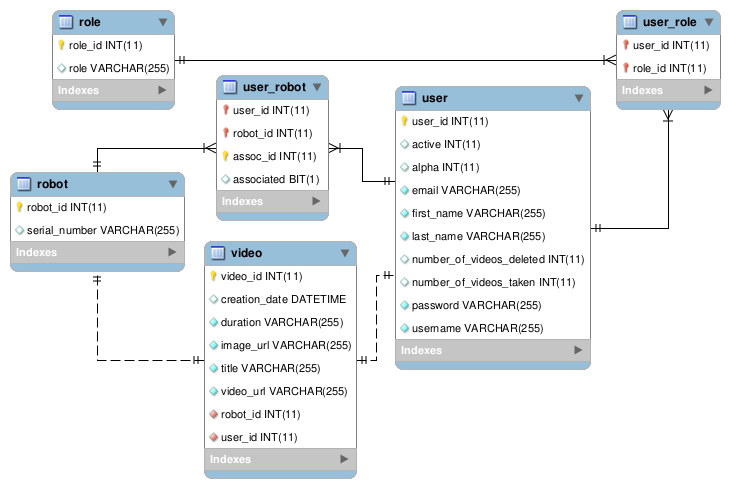 role
role_id INT(11)
role VARCHAR(255)
Indexes
user_role
user_id INT(11)
role_id INT(11)
Indexes
user_robot
user_id INT(11)
robot_id INT(11)
assoc_id INT(11)
associated BIT(1)
Indexes
user
user_id INT(11)
active INT(11)
alpha INT(11)
email VARCHAR(255)
first_name VARCHAR(255)
last_name VARCHAR(255)
number_of_videos_deleted INT(11)
number_of_videos_taken INT(11)
password VARCHAR(255)
username VARCHAR(255)
Indexes
robot
robot_id INT(11)
serial_number VARCHAR(255)
Indexes
video
video_id INT(11)
creation_date DATETIME
duration VARCHAR(255)
image_url VARCHAR(255)
title VARCHAR(255)
video_url VARCHAR(255)
robot_id INT(11)
user_id INT(11)
Indexes